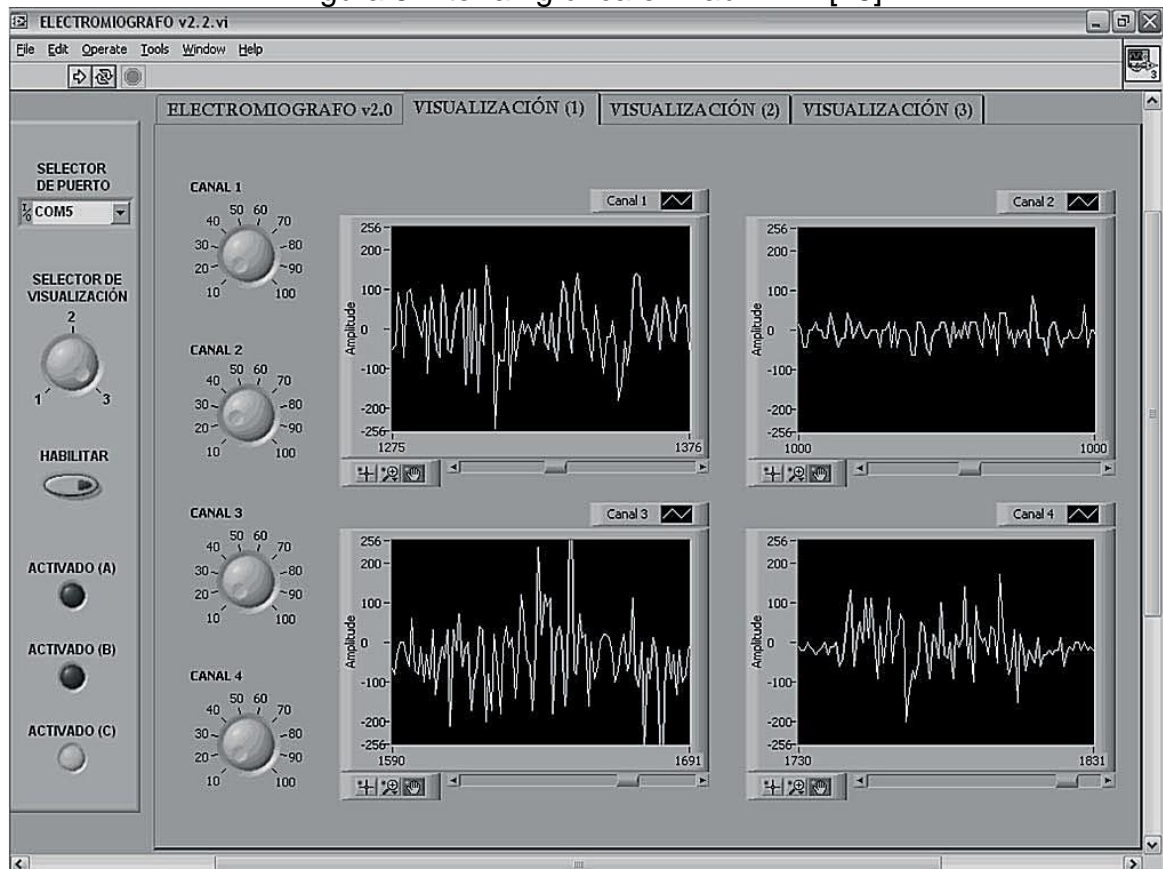 ELECTROMIOGRAFO v2.2.vi
File Edit Operate Tools Window Help
3
ELECTROMIOGRAFO v2.0 VISUALIZACIÓN (1) VISUALIZACIÓN (2) VISUALIZACIÓN (3)
SELECTOR
DE PUERTO
COM5
SELECTOR DE
VISUALIZACIÓN
2
1 3
HABILITAR
ACTIVADO (A)
ACTIVADO (B)
ACTIVADO (C)
CANAL 1
10 20 30 40 50 60 70 80 90 100
CANAL 2
10 20 30 40 50 60 70 80 90 100
CANAL 3
10 20 30 40 50 60 70 80 90 100
CANAL 4
10 20 30 40 50 60 70 80 90 100
Canal 1
Amplitude
256
200
100
0
-100
-200
-256
1275 1376
Canal 2
Amplitude
256
200
100
0
-100
-200
-256
1000 1000
Canal 3
Amplitude
256
200
100
0
-100
-200
-256
1590 1691
Canal 4
Amplitude
256
200
100
0
-100
-200
-256
1730 1831